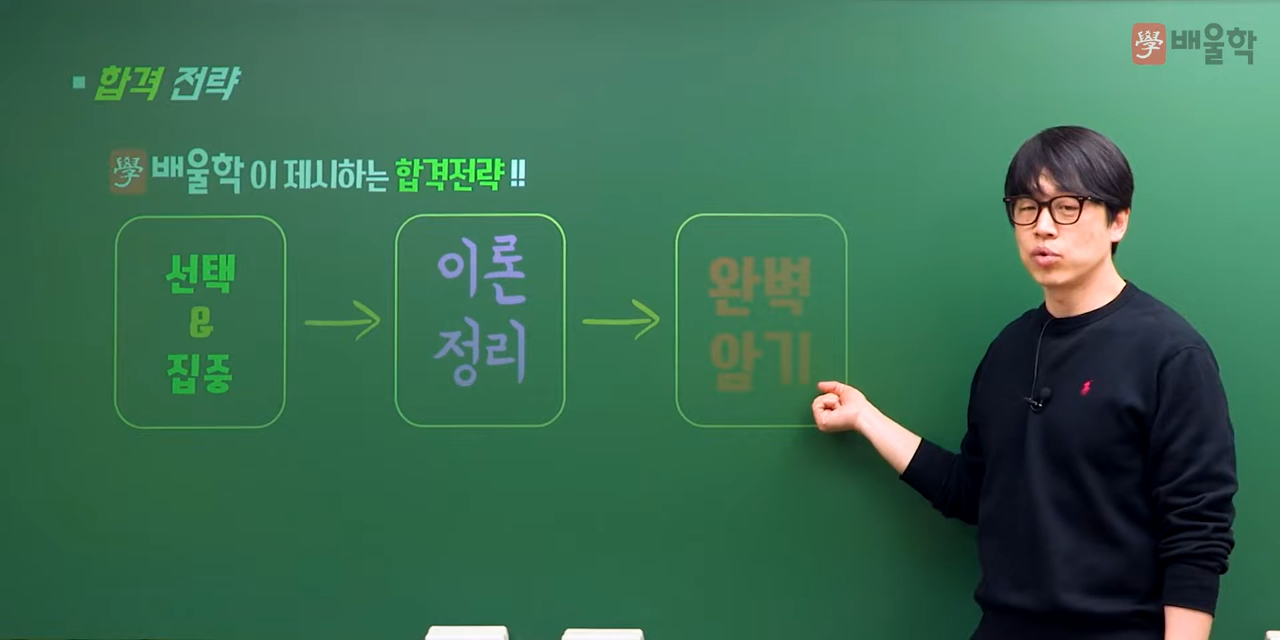 합격 전략
學 배울학
學 배울학이 제시하는 합격전략!!
선택
&
집중
이론
정리
완벽
암기